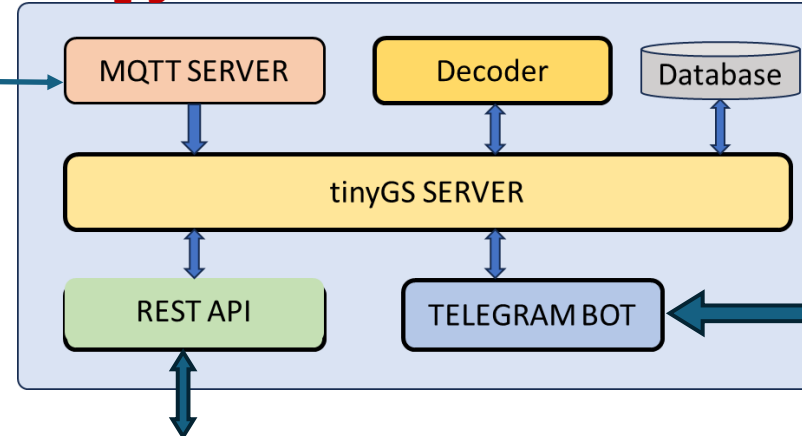 MQTT SERVER
Decoder
Database
tinyGS SERVER
REST API
TELEGRAM BOT